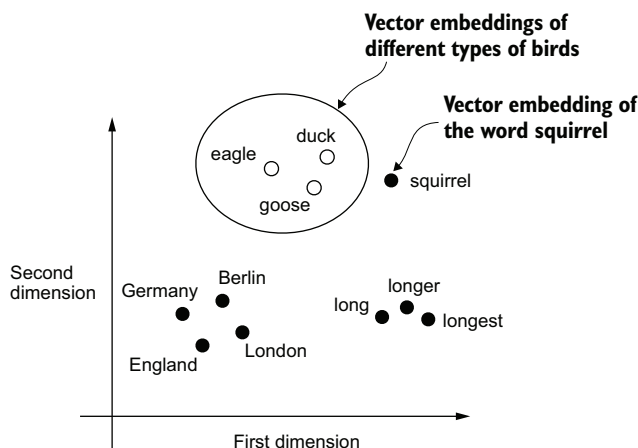 Vector embeddings of
different types of birds
Vector embedding of
the word squirrel
duck
eagle
squirrel
goose
Second
dimension
Germany
Berlin
England
London
longer
long
longest
First dimension